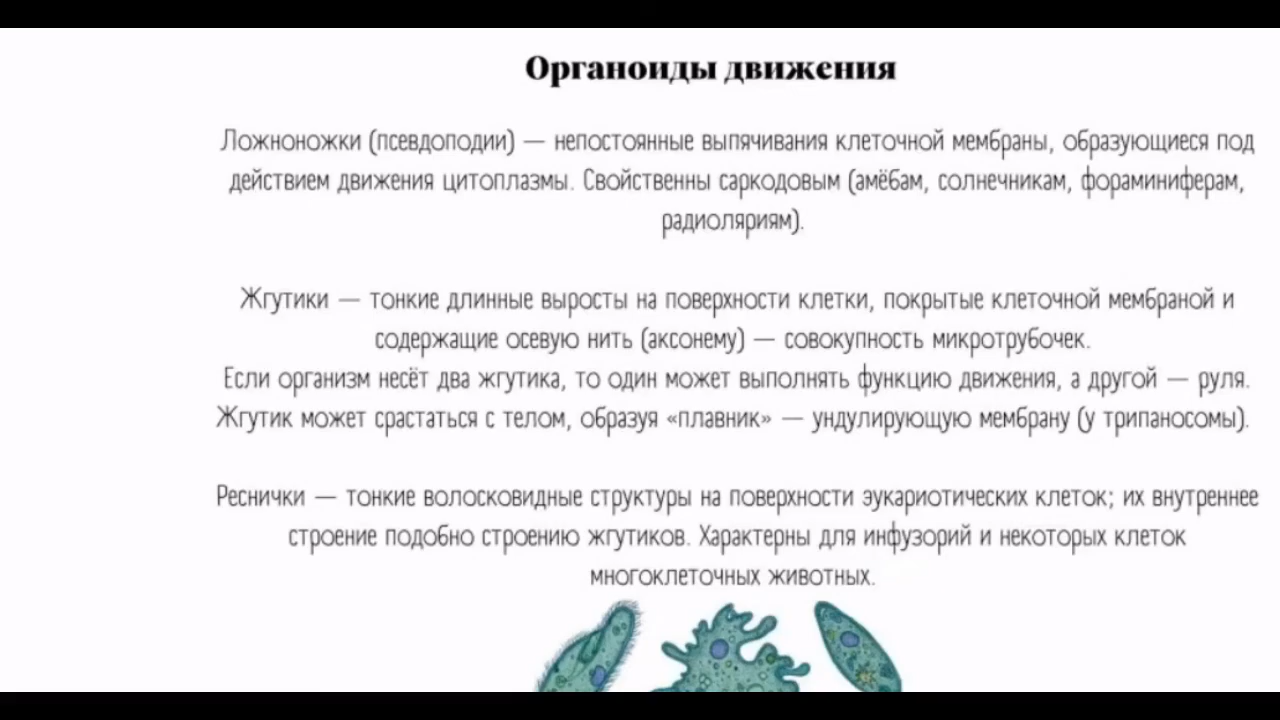 Органоиды движения
Ложноножки (псевдоподии) — непостоянные выпячивания клеточной мембраны, образующиеся под
действием движения цитоплазмы. Свойственны саркодовым (амёбам, солнечникам, фораминиферам,
радиоляриям).
Жгутики — тонкие длинные выросты на поверхности клетки, покрытые клеточной мембраной и
содержащие осевую нить (аксонему) — совокупность микротрубочек.
Если организм несёт два жгутика, то один может выполнять функцию движения, а другой — руля.
Жгутик может срастаться с телом, образуя «плавник» — ундулирующую мембрану (у трипаносомы).
Реснички — тонкие волосковидные структуры на поверхности эукариотических клеток; их внутреннее
строение подобно строению жгутиков. Характерны для инфузорий и некоторых клеток
многоклеточных животных.